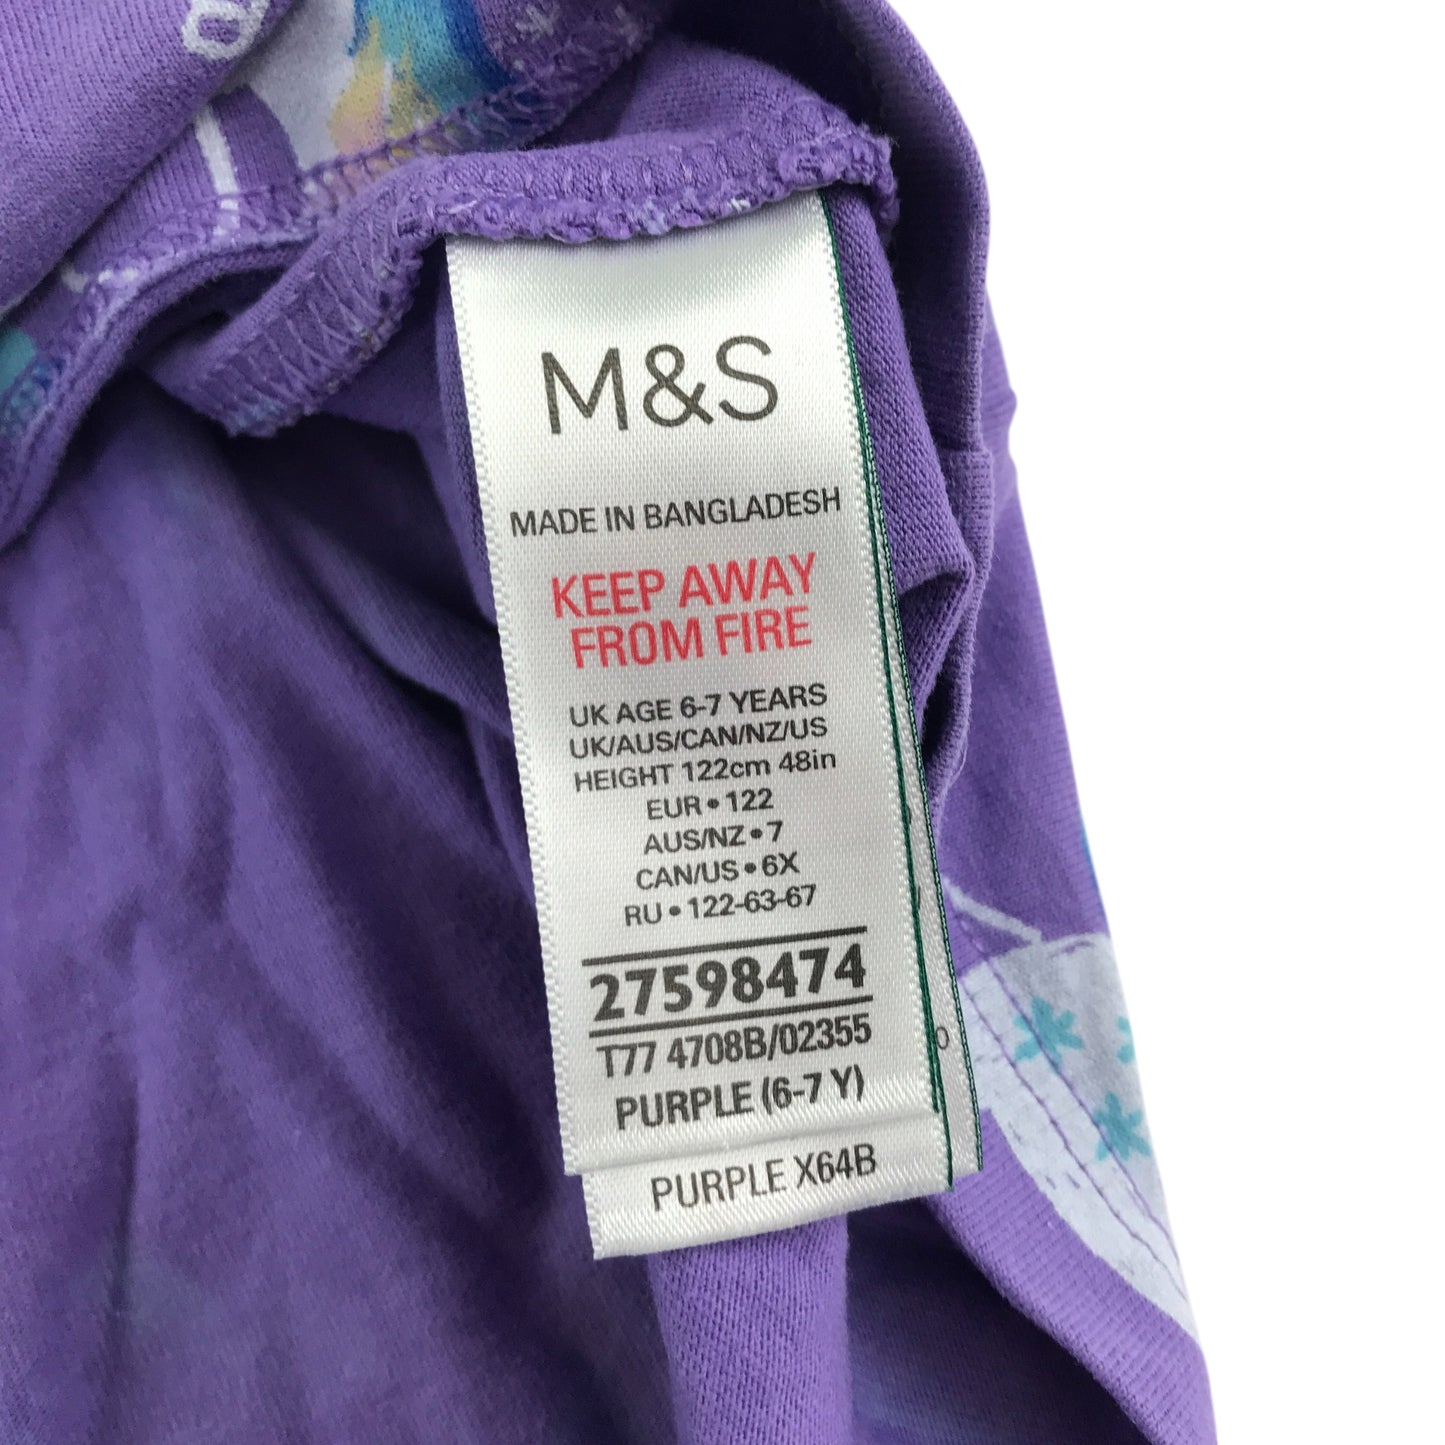 M&S
MADE IN BANGLADESH
KEEP AWAY
FROM FIRE
UK AGE 6-7 YEARS
UK/AUS/CAN/NZ/US
HEIGHT 122cm 48in
EUR•122
AUS/NZ•7
CAN/US•6X
RU•122-63-67
27598474
T77 4708B/02355
PURPLE (6-7 Y)
PURPLE X64B